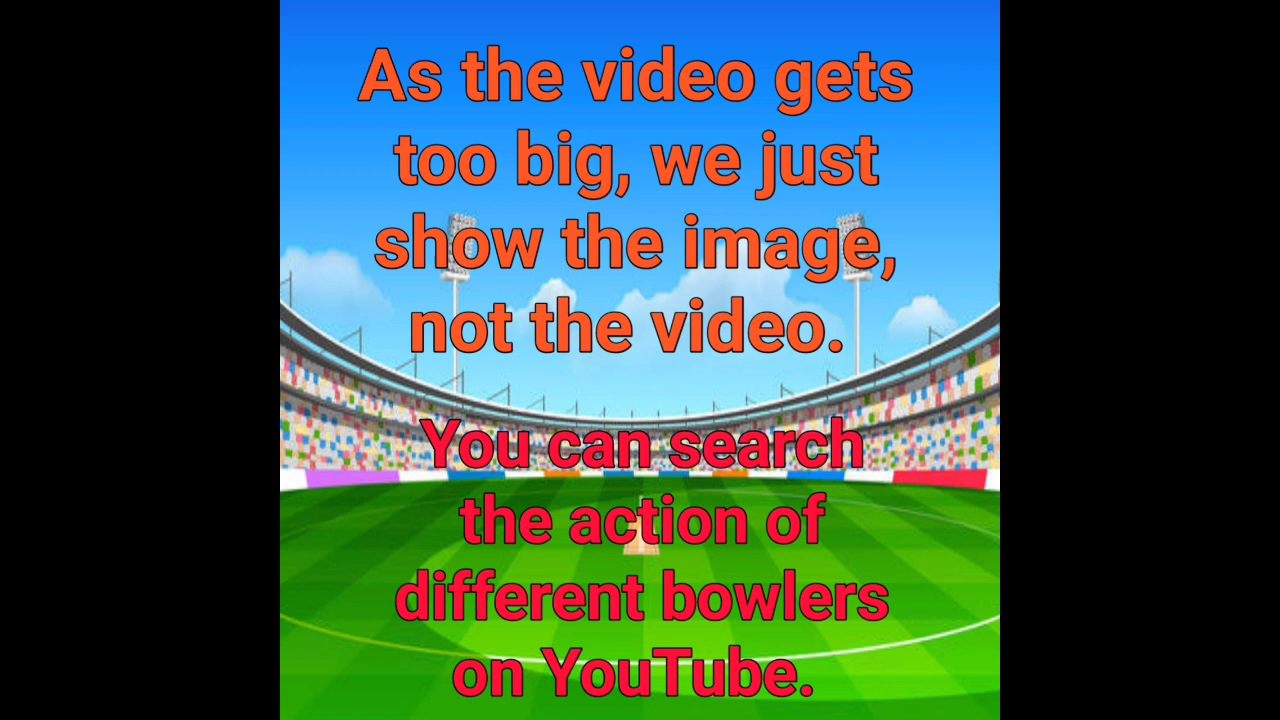 As the video gets
too big, we just
show the image,
not the video.
You can search
the action of
different bowlers
on YouTube.